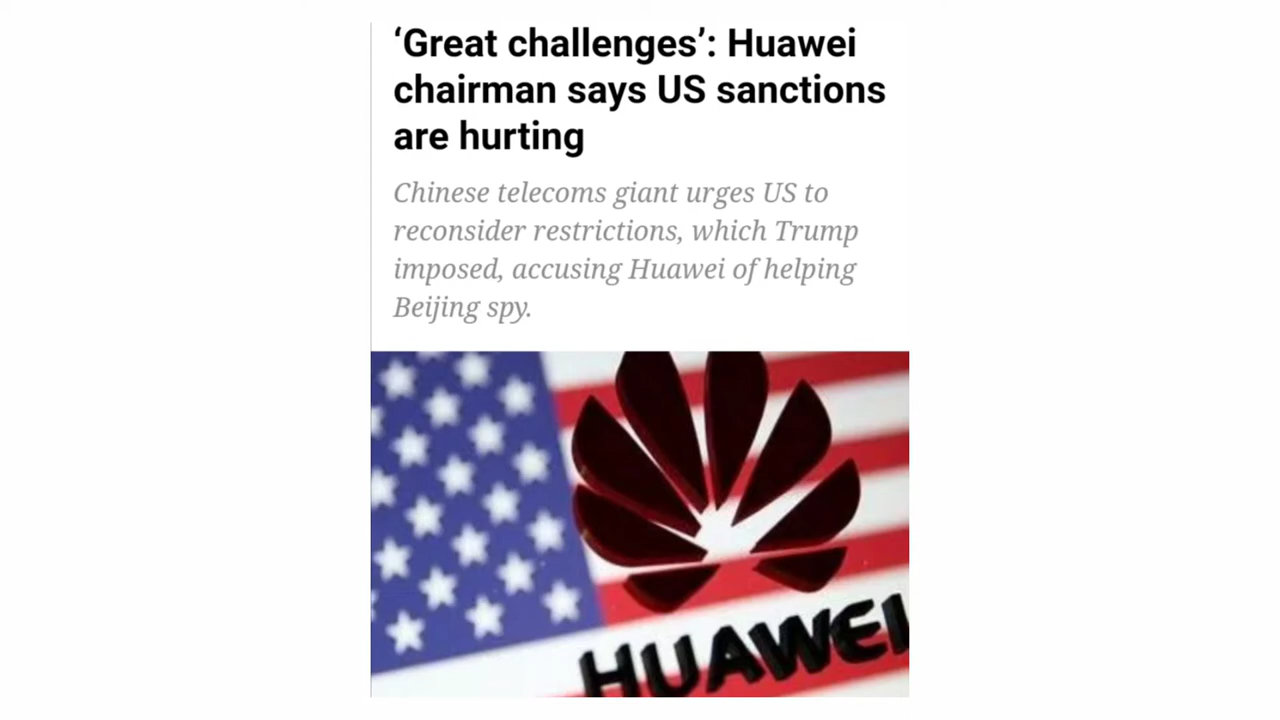 ‘Great challenges’: Huawei
chairman says US sanctions
are hurting
Chinese telecoms giant urges US to
reconsider restrictions, which Trump
imposed, accusing Huawei of helping
Beijing spy.
HUAWEI